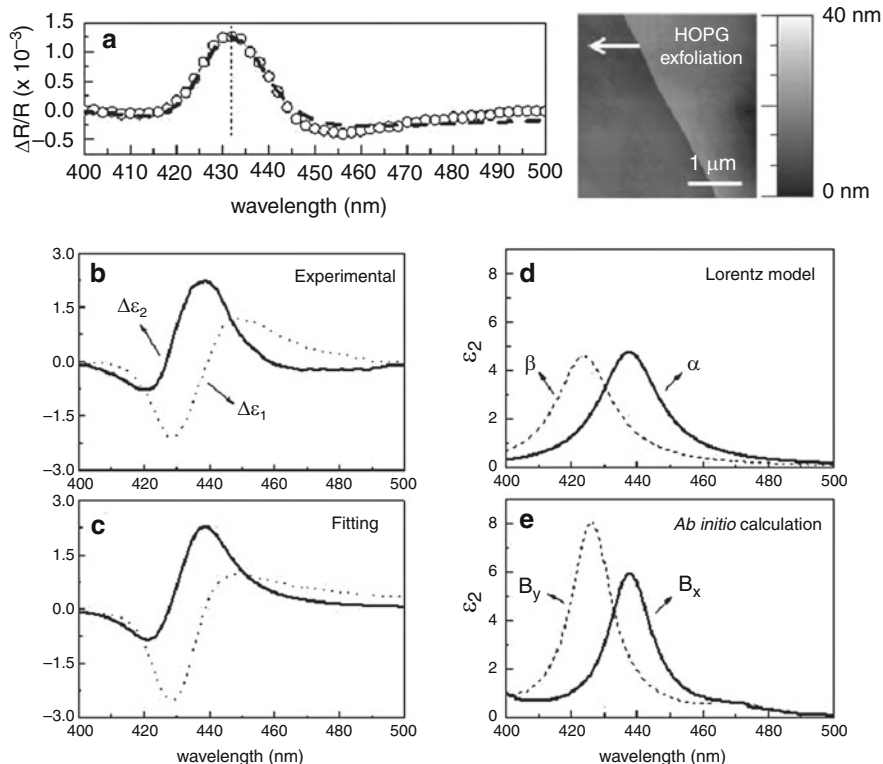 a
ΔR/R (x 10⁻³)
1.5
1.0
0.5
0.0
−0.5
400 410 420 430 440 450 460 470 480 490 500
wavelength (nm)
HOPG
exfoliation
1 μm
40 nm
0 nm
b
Experimental
Δε₂
Δε₁
3.0
1.5
0.0
−1.5
−3.0
400 420 440 460 480 500
c
Fitting
3.0
1.5
0.0
−1.5
−3.0
400 420 440 460 480 500
wavelength (nm)
d
Lorentz model
ε₂
β
α
8
6
4
2
0
400 420 440 460 480 500
e
Ab initio calculation
ε₂
B_y
B_x
8
6
4
2
0
400 420 440 460 480 500
wavelength (nm)